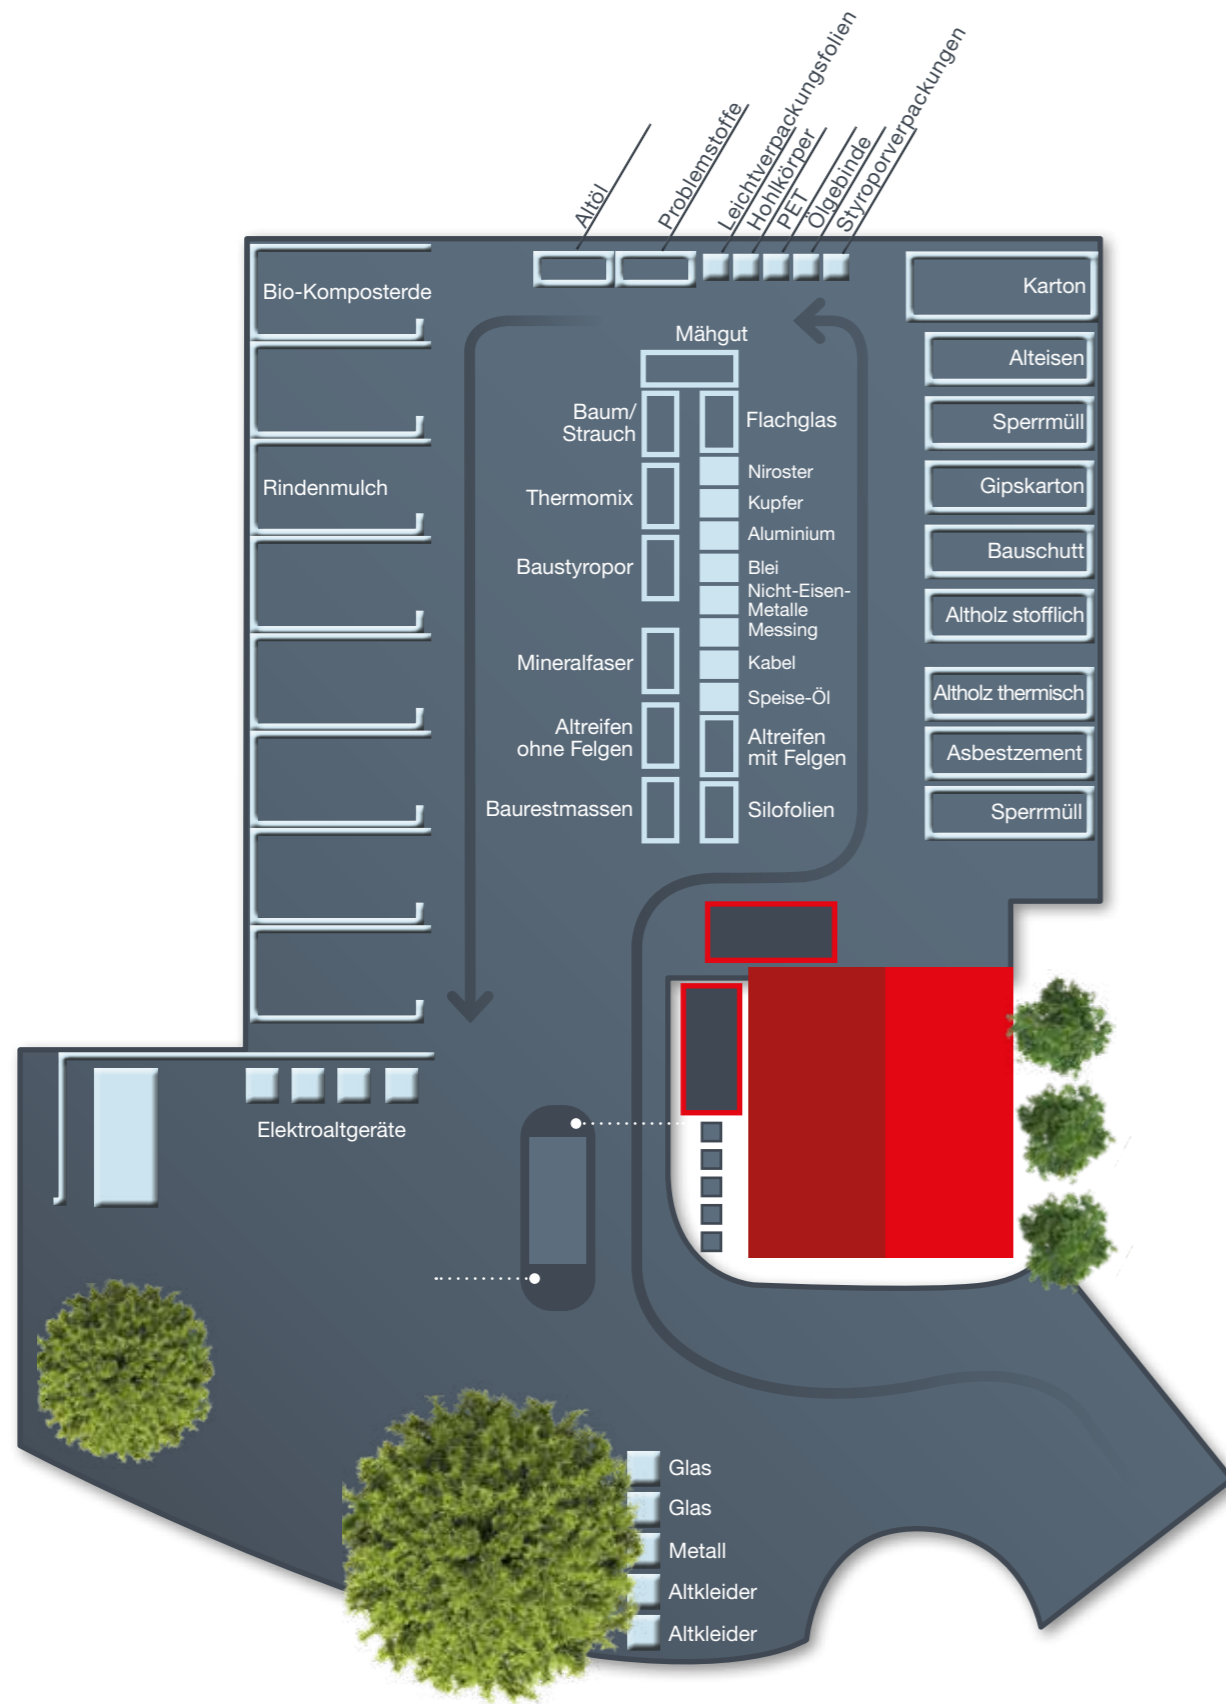 Altöl
Problemstoffe
Leichtverpackungsfolien
Hohlkörper
PET
Ölgebinde
Styroporverpackungen
Bio-Komposterde
Rindenmulch
Mähgut
Baum/
Strauch
Thermomix
Baustyropor
Mineralfaser
Altreifen
ohne Felgen
Baurestmassen
Flachglas
Niroster
Kupfer
Aluminium
Blei
Nicht-Eisen-
Metalle
Messing
Kabel
Speise-Öl
Altreifen
mit Felgen
Silofolien
Karton
Alteisen
Sperrmüll
Gipskarton
Bauschutt
Altholz stofflich
Altholz thermisch
Asbestzement
Sperrmüll
Elektroaltgeräte
Glas
Glas
Metall
Altkleider
Altkleider